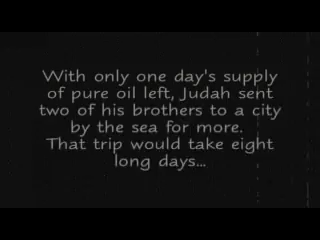 With only one day's supply
of pure oil left, Judah sent
two of his brothers to a city
by the sea for more.
That trip would take eight
long days...